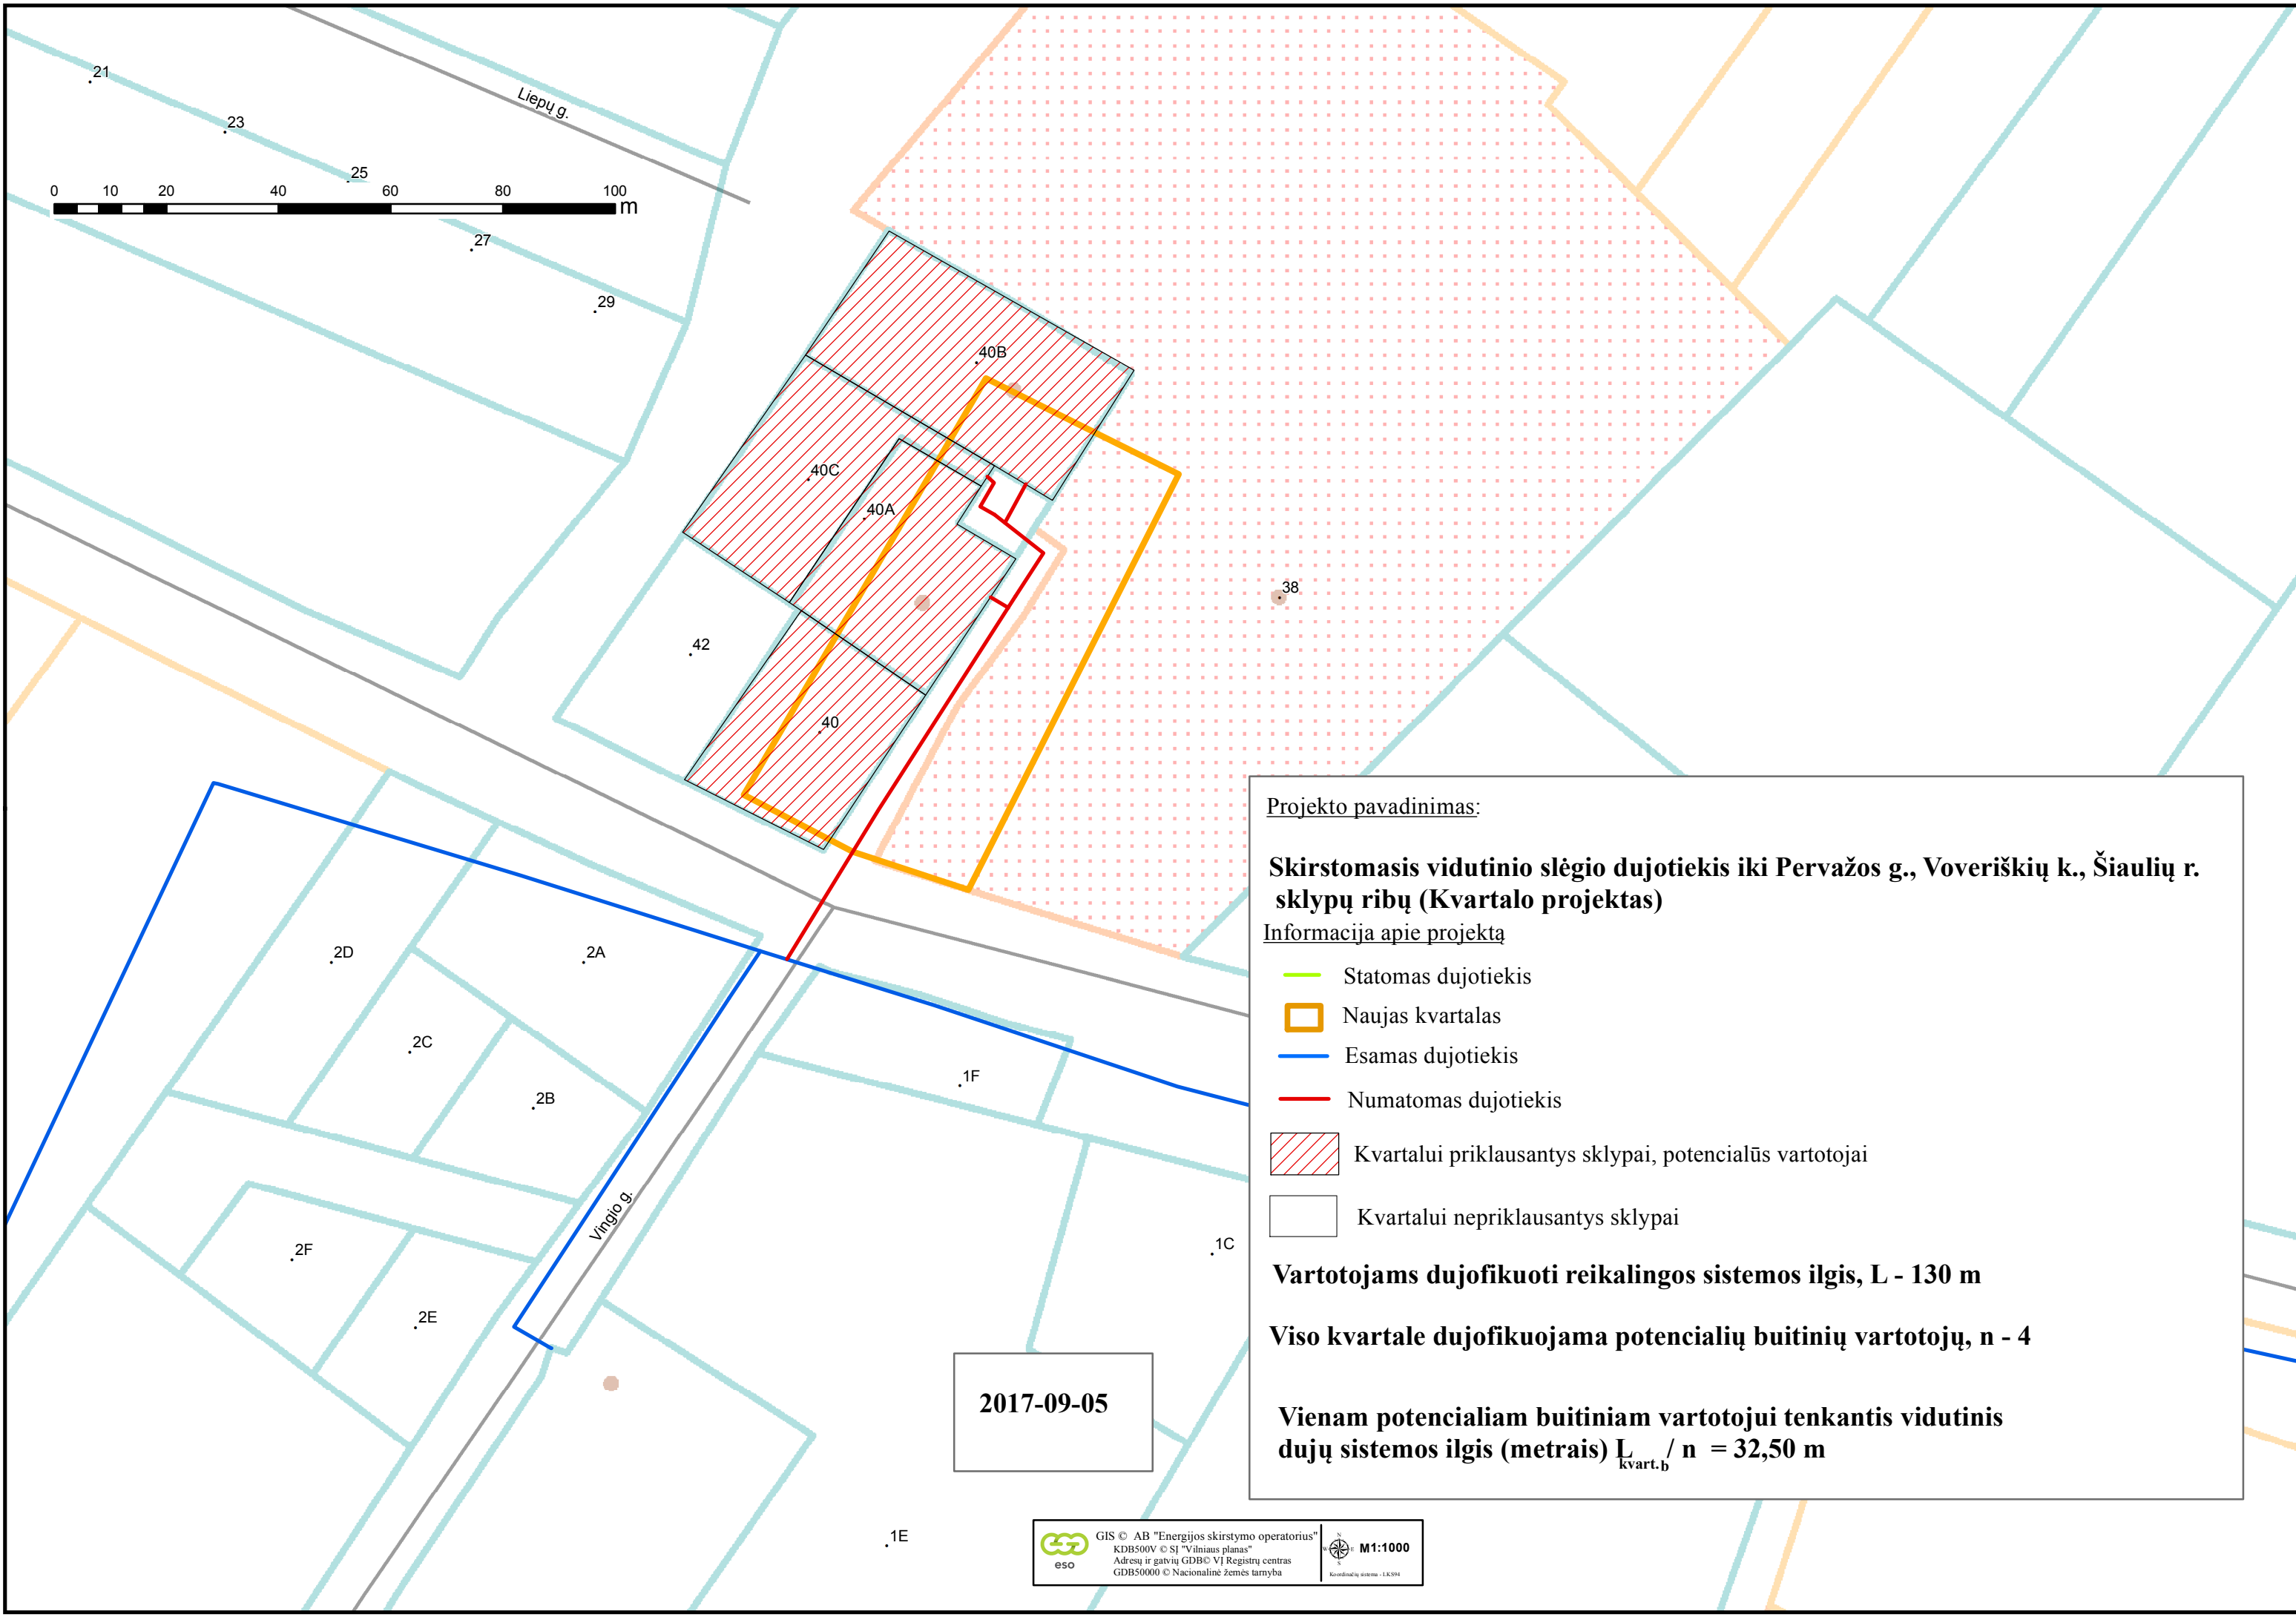 21
23
25
Liepų g.
0 10 20 40 60 80 100
m
27
29
40B
40C
40A
38
42
40
2D
2A
2C
2B
1F
2F
2E
Vingio g.
1C
1E
Projekto pavadinimas:
Skirstomasis vidutinio slėgio dujotiekis iki Pervažos g., Voveriškių k., Šiaulių r.
sklypų ribų (Kvartalo projektas)
Informacija apie projektą
Statomas dujotiekis
Naujas kvartalas
Esamas dujotiekis
Numatomas dujotiekis
Kvartalui priklausantys sklypai, potencialūs vartotojai
Kvartalui nepriklausantys sklypai
Vartotojams dujofikuoti reikalingos sistemos ilgis, L - 130 m
Viso kvartale dujofikuojama potencialių buitinių vartotojų, n - 4
Vienam potencialiam buitiniam vartotojui tenkantis vidutinis
dujų sistemos ilgis (metrais) L kvart.b / n = 32,50 m
2017-09-05
eso
GIS © AB "Energijos skirstymo operatorius"
KDB500V © SĮ "Vilniaus planas"
Adresų ir gatvių GDB© VĮ Registrų centras
GDB50000 © Nacionalinė žemės tarnyba
N
W E
S
M1:1000
Koordinačių sistema - LKS94